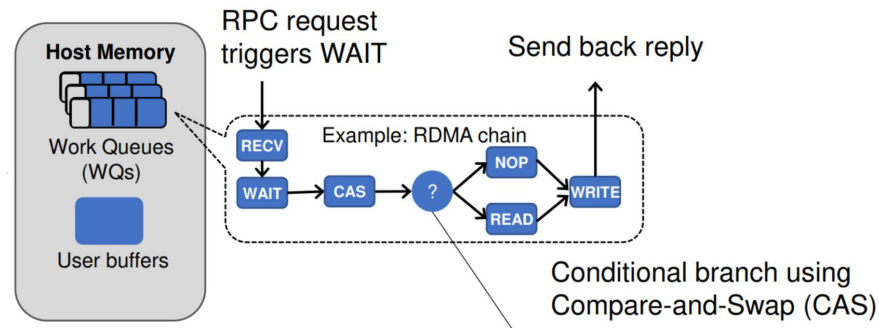 RPC request
triggers WAIT
Send back reply
Host Memory
Work Queues
(WQs)
User buffers
Example: RDMA chain
RECV
WAIT
CAS
?
NOP
READ
WRITE
Conditional branch using
Compare-and-Swap (CAS)